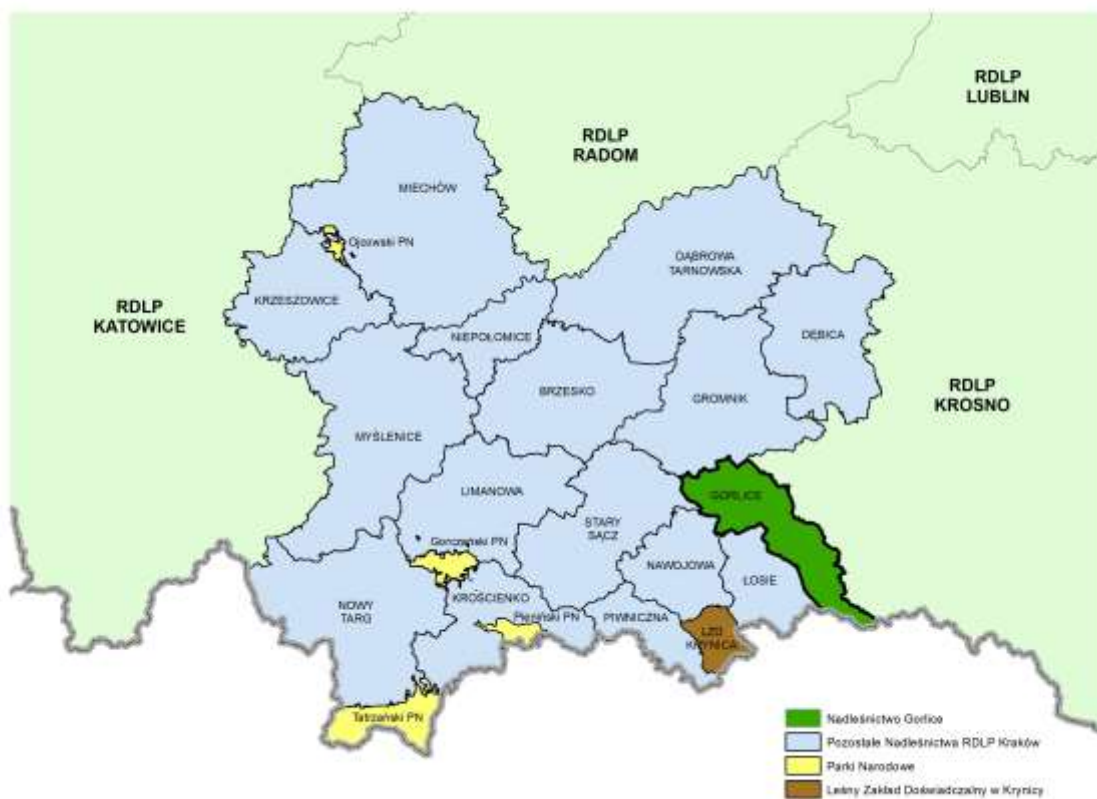 RDLP
LUBLIN
RDLP
RADOM
MIECHÓW
Ojcowski PN
DĄBROWA
TARNOWSKA
KRZESZOWICE
RDLP
KATOWICE
NIEPOŁOMICE
DĘBICA
RDLP
KROSNO
BRZESKO
GROMNIK
MYŚLENICE
LIMANOWA
GORLICE
STARY
SĄCZ
Gorczański PN
NAWOJOWA
ŁOSIE
KROŚCIENKO
NOWY
TARG
Pieniński PN
PIWNICZNA
LZD
KRYNICA
Tatrzański PN
Nadleśnictwo Gorlice
Pozostałe Nadleśnictwa RDLP Kraków
Parki Narodowe
Leśny Zakład Doświadczalny w Krynicy